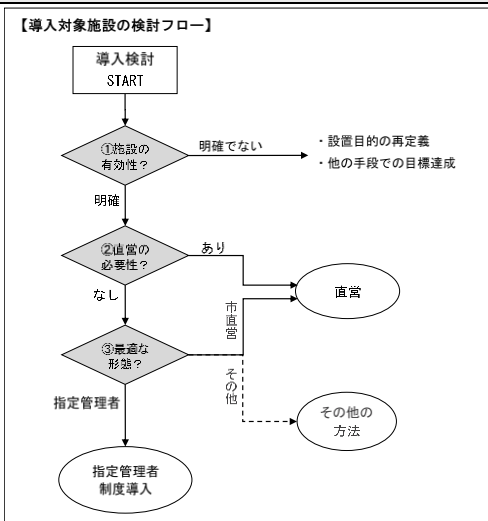 【導入対象施設の検討フロー】
導入検討
START
①施設の
有効性？
明確でない
・設置目的の再定義
・他の手段での目標達成
明確
②直営の
必要性？
あり
直営
なし
市直営
③最適な
形態？
その他
指定管理者
その他の
方法
指定管理者
制度導入